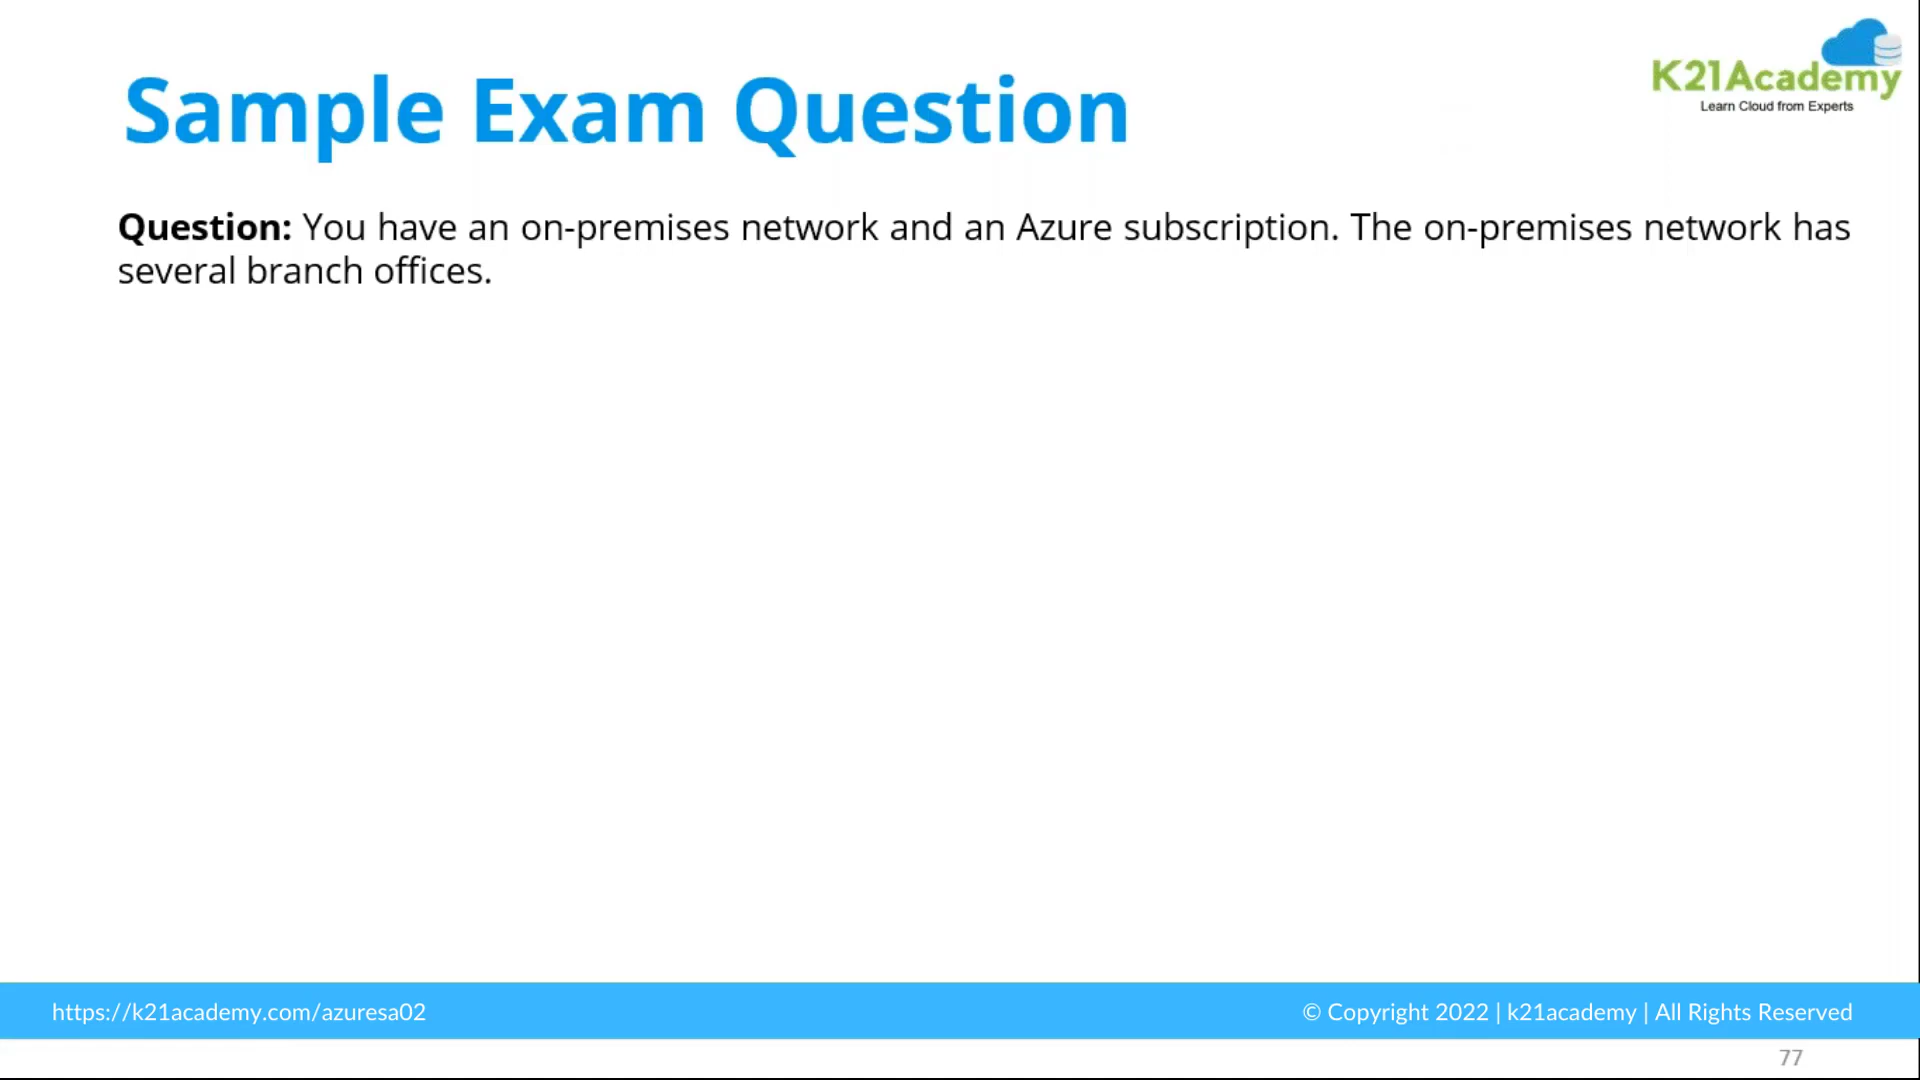 K21Academy
Learn Cloud from Experts
Sample Exam Question
Question: You have an on-premises network and an Azure subscription. The on-premises network has
several branch offices.
https://k21academy.com/azuresa02
© Copyright 2022 | k21academy | All Rights Reserved
77